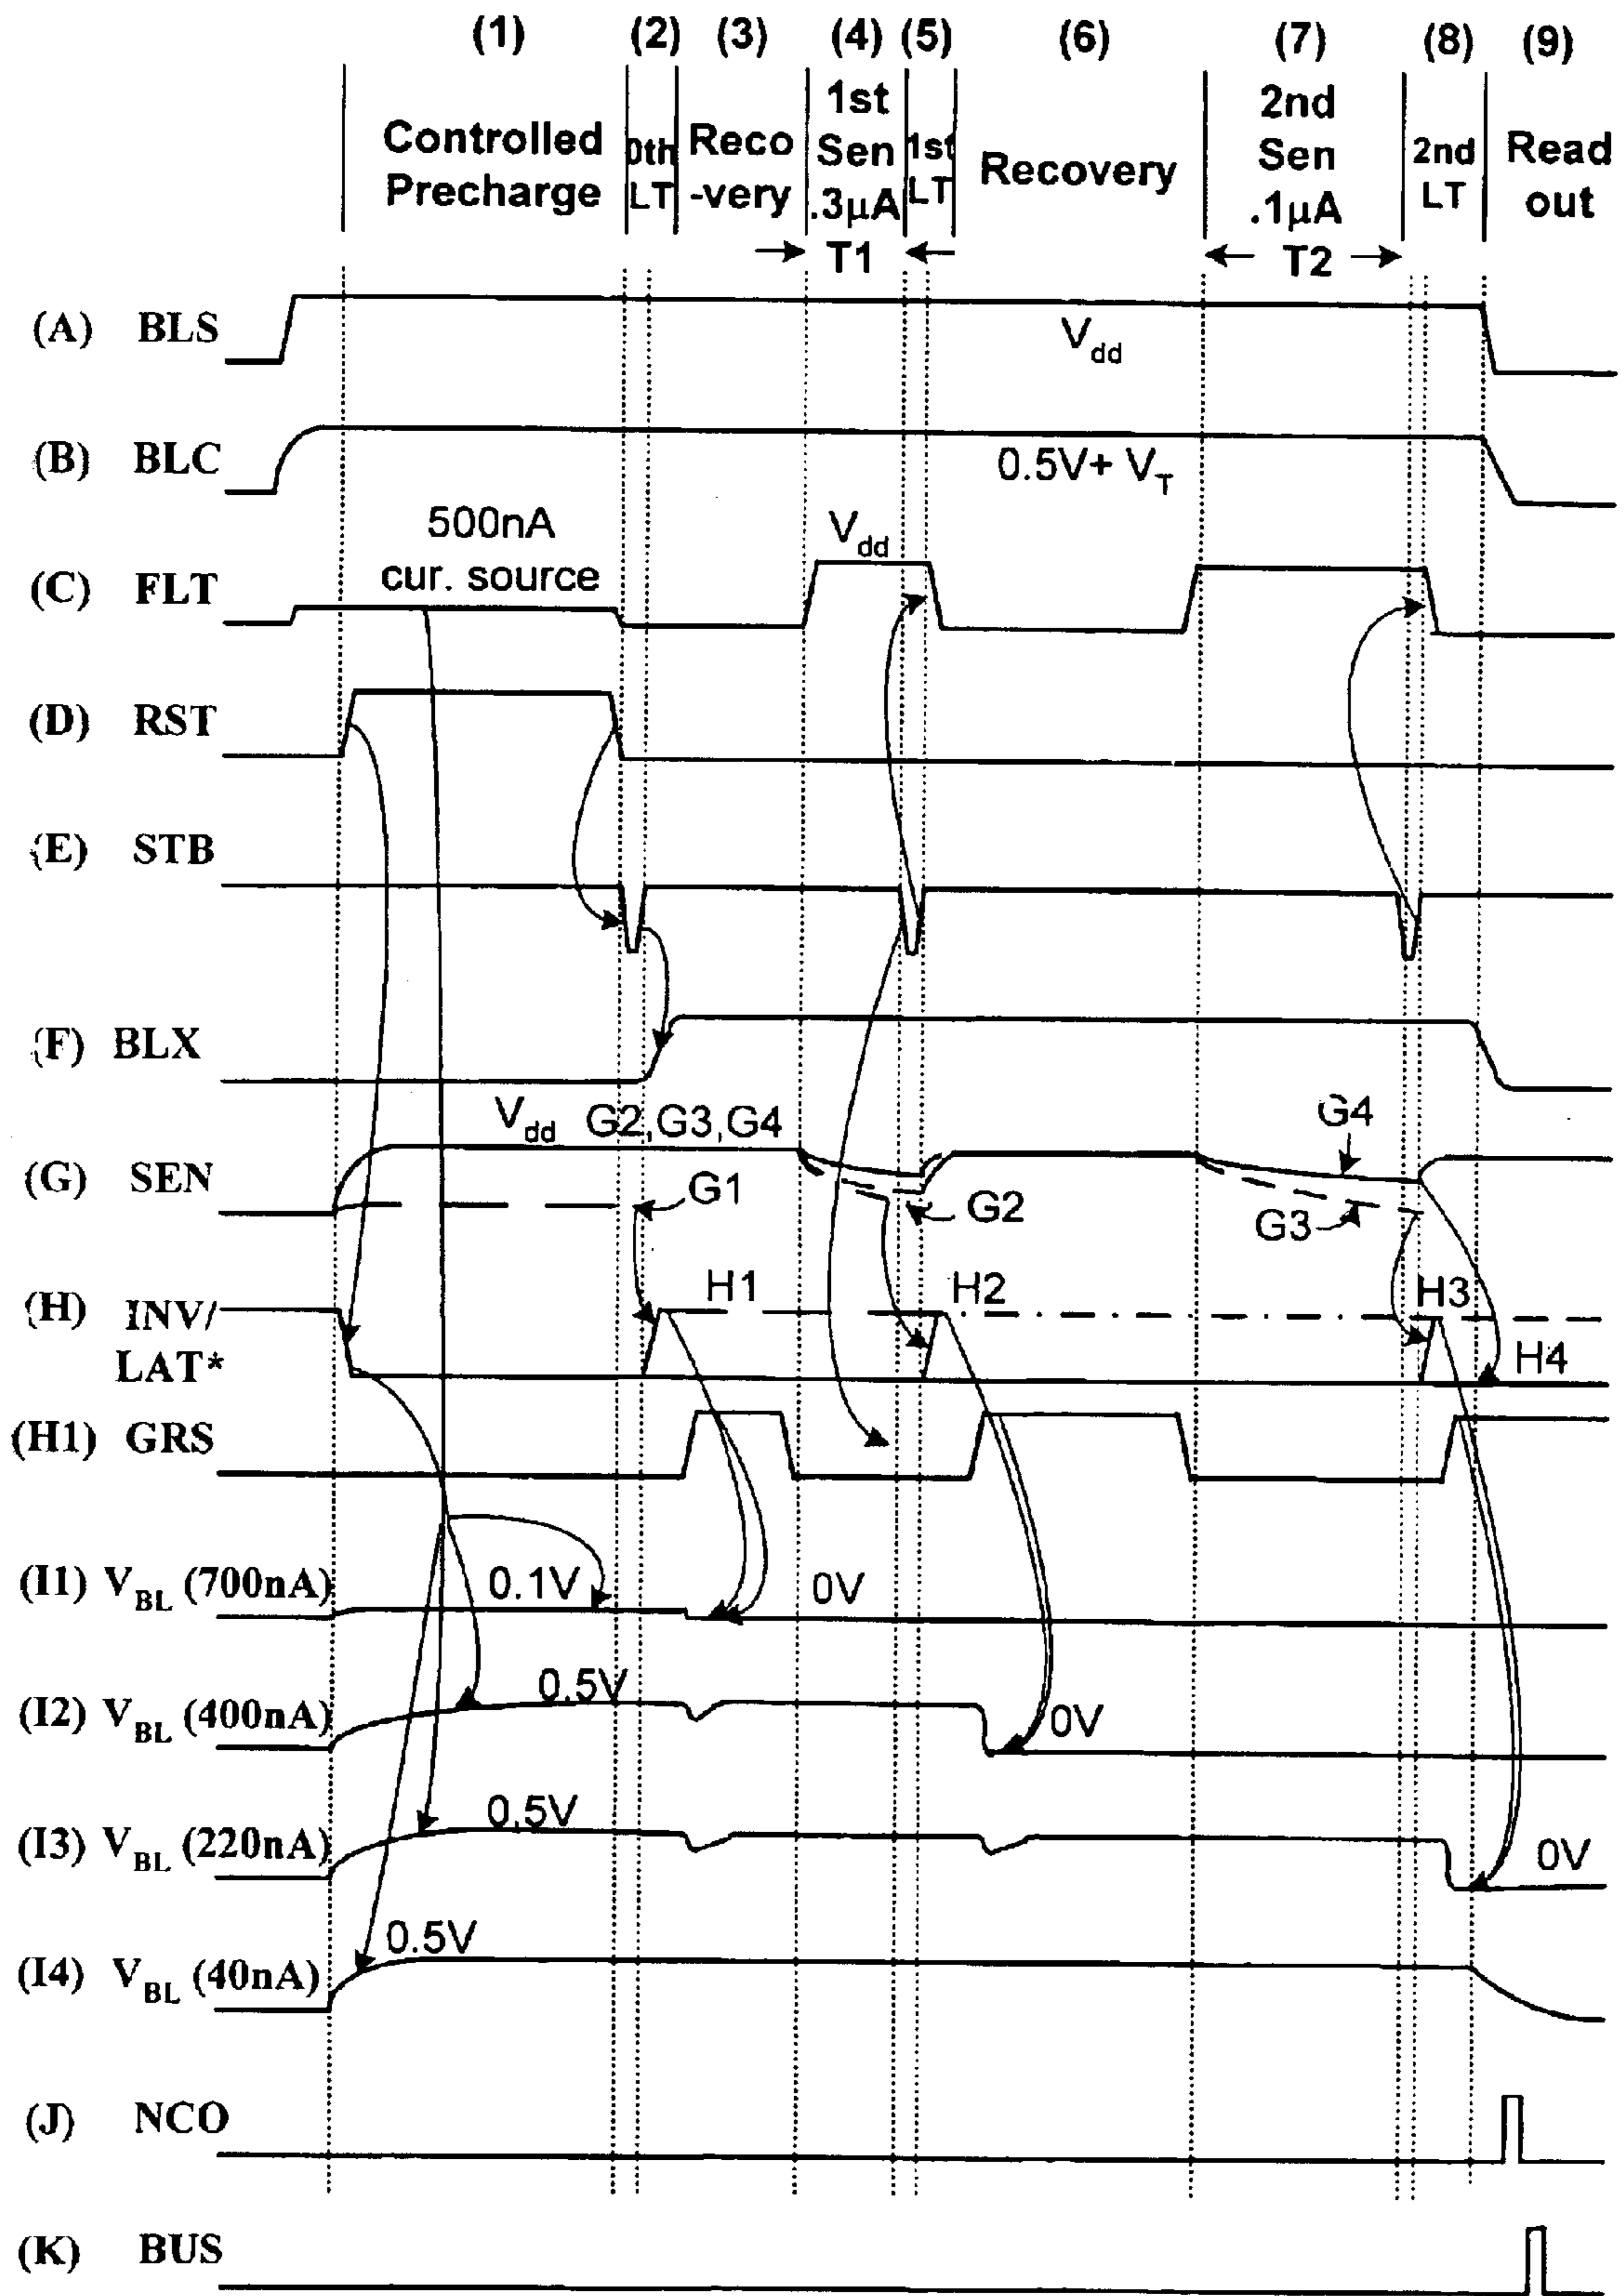 (1) (2) (3) (4) (5) (6) (7) (8) (9)
Controlled
Precharge
0th
LT
Reco
-very
1st
Sen
.3μA
T1
1st
LT
Recovery
2nd
Sen
.1μA
T2
2nd
LT
Read
out
(A) BLS
Vdd
(B) BLC
0.5V+ VT
500nA
cur. source
Vdd
(C) FLT
(D) RST
(E) STB
(F) BLX
Vdd G2,G3,G4
G4
(G) SEN
G1
G2
G3
(H) INV/
LAT*
H1
H2
H3
H4
(H1) GRS
(I1) VBL (700nA)
0.1V
0V
(I2) VBL (400nA)
0.5V
0V
(I3) VBL (220nA)
0.5V
0V
(I4) VBL (40nA)
0.5V
(J) NCO
(K) BUS